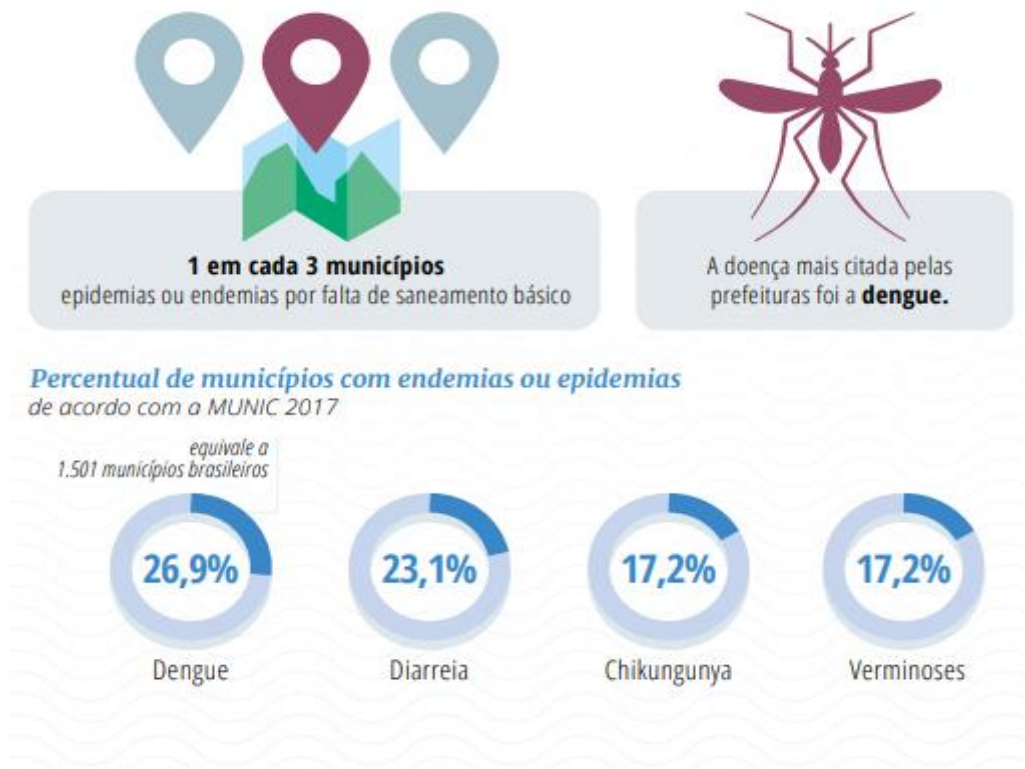 1 em cada 3 municípios
epidemias ou endemias por falta de saneamento básico
A doença mais citada pelas
prefeituras foi a dengue.
Percentual de municípios com endemias ou epidemias
de acordo com a MUNIC 2017
equivale a
1.501 municípios brasileiros
26,9%
23,1%
17,2%
17,2%
Dengue
Diarreia
Chikungunya
Verminoses